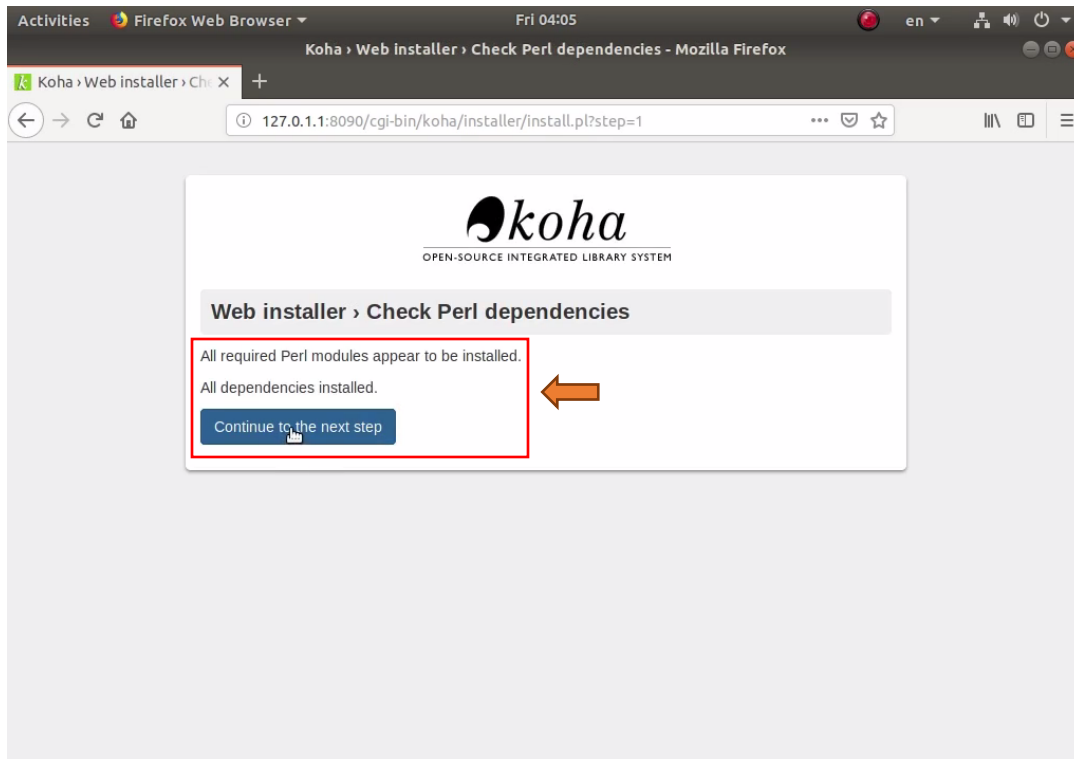 Activities Firefox Web Browser Fri 04:05 en
Koha › Web installer › Check Perl dependencies - Mozilla Firefox
Koha › Web installer › Che
127.0.1.1:8090/cgi-bin/koha/installer/install.pl?step=1
koha
OPEN-SOURCE INTEGRATED LIBRARY SYSTEM
Web installer › Check Perl dependencies
All required Perl modules appear to be installed.
All dependencies installed.
Continue to the next step